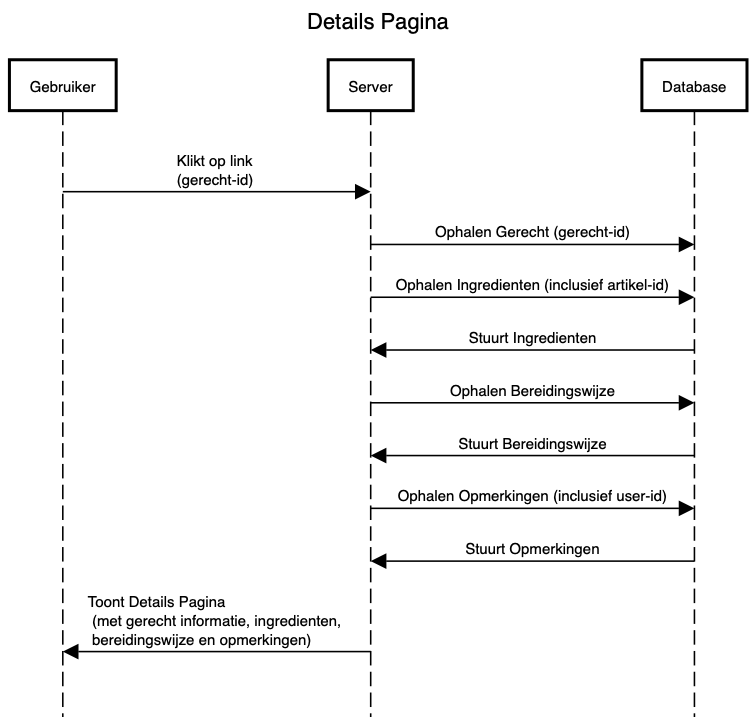 Details Pagina
Gebruiker
Server
Database
Klikt op link
(gerecht-id)
Ophalen Gerecht (gerecht-id)
Ophalen Ingredienten (inclusief artikel-id)
Stuurt Ingredienten
Ophalen Bereidingswijze
Stuurt Bereidingswijze
Ophalen Opmerkingen (inclusief user-id)
Stuurt Opmerkingen
Toont Details Pagina
(met gerecht informatie, ingredienten,
bereidingswijze en opmerkingen)